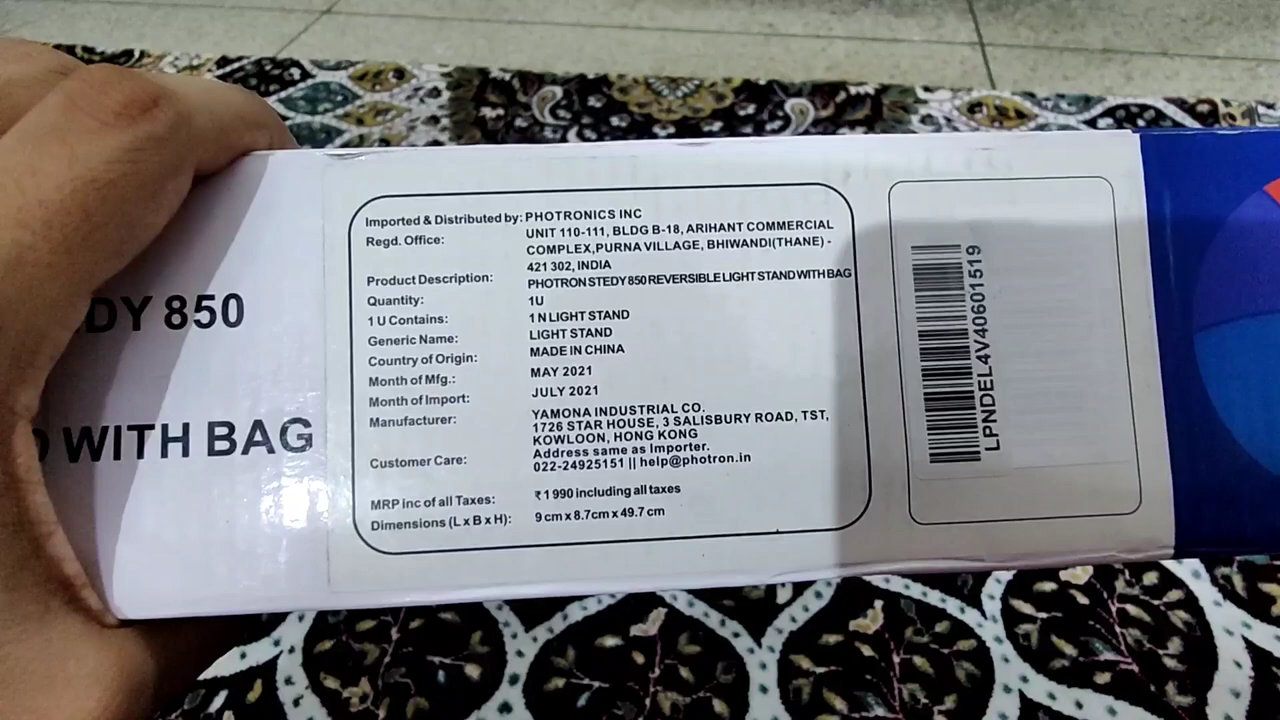 DY 850
WITH BAG
Imported & Distributed by: PHOTRONICS INC
Regd. Office: UNIT 110-111, BLDG B-18, ARIHANT COMMERCIAL
COMPLEX,PURNA VILLAGE, BHIWANDI(THANE) -
421 302, INDIA
Product Description: PHOTRON STEDY 850 REVERSIBLE LIGHT STAND WITH BAG
Quantity: 1U
1 U Contains: 1 N LIGHT STAND
Generic Name: LIGHT STAND
Country of Origin: MADE IN CHINA
Month of Mfg.: MAY 2021
Month of Import: JULY 2021
Manufacturer: YAMONA INDUSTRIAL CO.
1726 STAR HOUSE, 3 SALISBURY ROAD, TST,
KOWLOON, HONG KONG
Customer Care: Address same as Importer.
022-24925151 || help@photron.in
MRP inc of all Taxes: ₹1990 including all taxes
Dimensions (L x B x H): 9 cm x 8.7cm x 49.7 cm
LPNDEL4V40601519